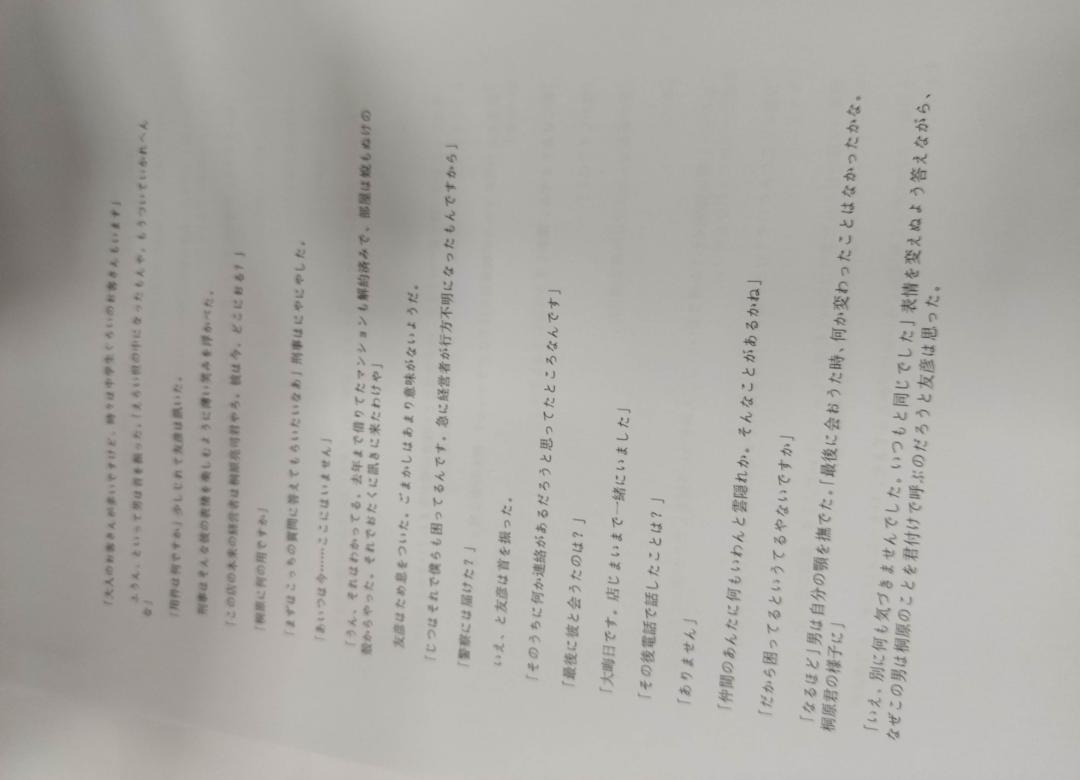 「大人のお客さんが多いですけど、時々は中学生ぐらいのお客さんもいます」
ふうん、といって男は首を振った。「えらい世の中になったもんや。もうついていかれへん
な」
「用件は何ですか」少しじれて友彦は訊いた。
刑事はそんな彼の表情を楽しむように薄い笑みを浮かべた。
「この店の本来の経営者は桐原亮司君やろ。彼は今、どこにおる?」
「桐原に何の用ですか」
「まずはこっちの質問に答えてもらいたいなあ」刑事はにやにやした。
「あいつは今……ここにはいません」
「うん、それはわかってる。去年まで借りてたマンションも解約済みで、部屋は蛻もぬけの
殻からやった。それでおたくに訊きに来たわけや」
友彦はため息をついた。ごまかしはあまり意味がないようだ。
「じつはそれで僕らも困ってるんです。急に経営者が行方不明になったもんですから」
「警察には届けた?」
いえ、と友彦は首を振った。
「そのうちに何か連絡があるだろうと思ってたところなんです」
「最後に彼と会うたのは?」
「大晦日です。店じまいまで一緒にいました」
「その後電話で話したことは?」
「ありません」
「仲間のあんたに何もいわんと雲隠れか。そんなことがあるかね」
「だから困ってるというてるやないですか」
「なるほど」男は自分の顎を撫でた。「最後に会おうた時、何か変わったことはなかったかな。
桐原君の様子に」
「いえ、別に何も気づきませんでした。いつもと同じでした」表情を変えぬよう答えながら、
なぜこの男は桐原のことを君付けで呼ぶのだろうと友彦は思った。